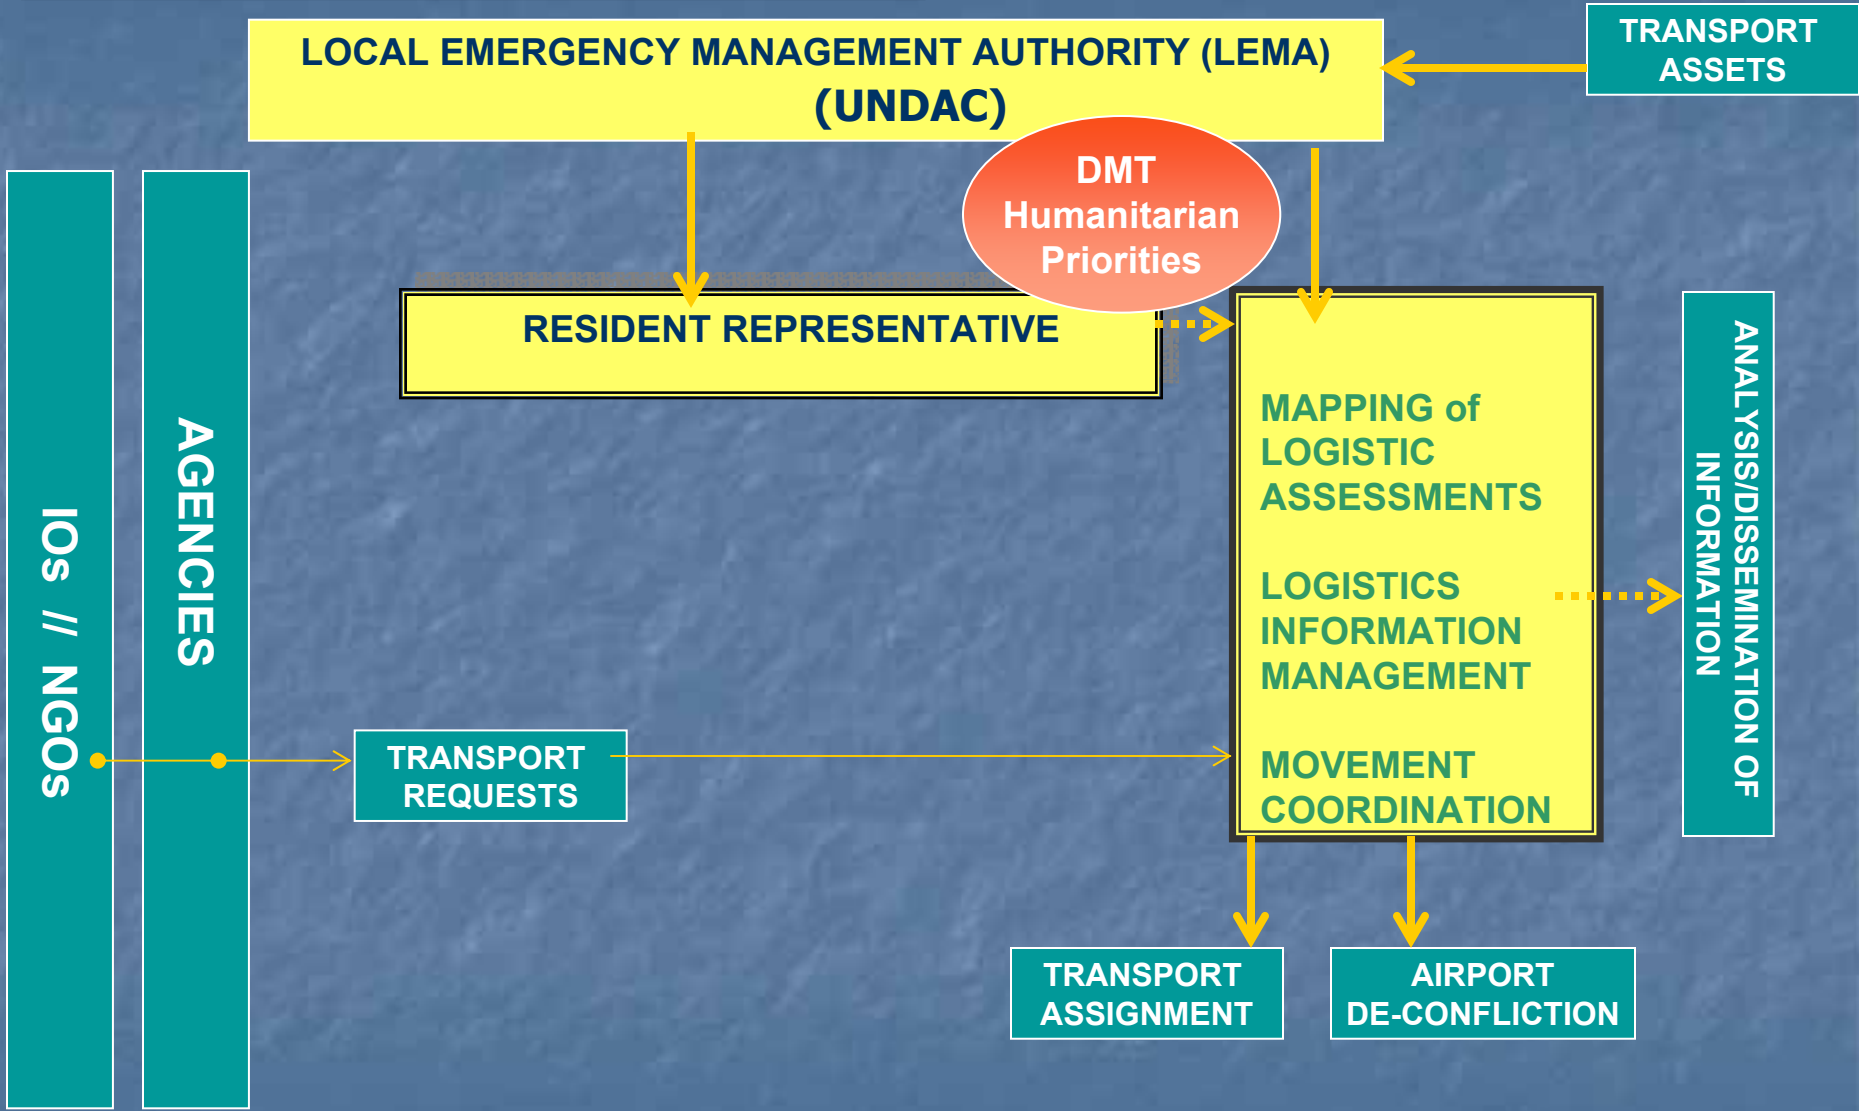 LOCAL EMERGENCY MANAGEMENT AUTHORITY (LEMA)
(UNDAC)
TRANSPORT
ASSETS
DMT
Humanitarian
Priorities
RESIDENT REPRESENTATIVE
IOs // NGOs
AGENCIES
MAPPING of
LOGISTIC
ASSESSMENTS
LOGISTICS
INFORMATION
MANAGEMENT
MOVEMENT
COORDINATION
ANALYSIS/DISSEMINATION OF
INFORMATION
TRANSPORT
REQUESTS
TRANSPORT
ASSIGNMENT
AIRPORT
DE-CONFLICTION